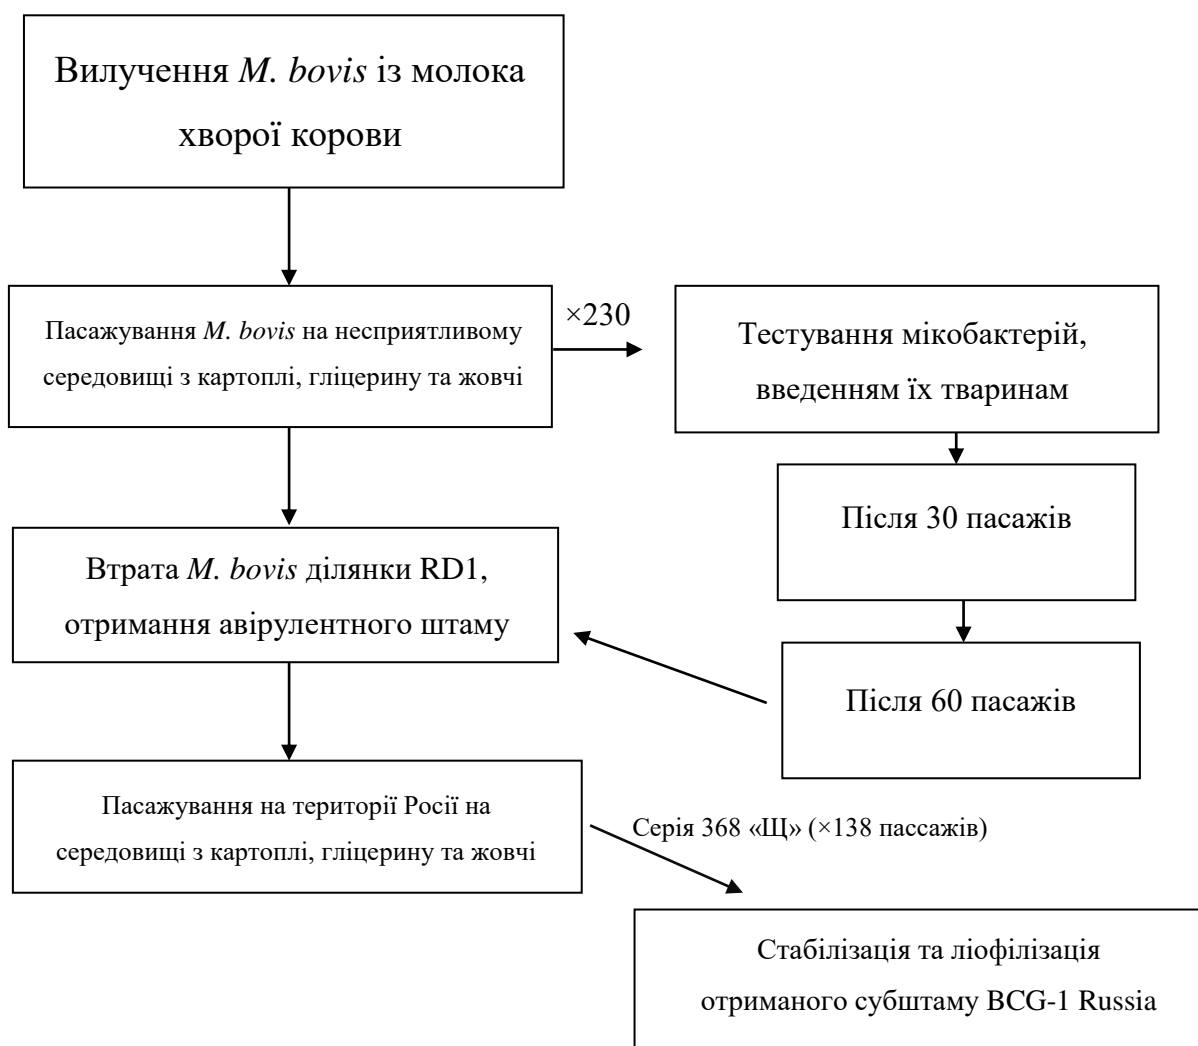 Вилучення M. bovis із молока
хворої корови
Пасажування M. bovis на несприятливому
середовищі з картоплі, гліцерину та жовчі
×230
Тестування мікобактерій,
введенням їх тваринам
Після 30 пасажів
Після 60 пасажів
Втрата M. bovis ділянки RD1,
отримання авірулентного штаму
Пасажування на території Росії на
середовищі з картоплі, гліцерину та жовчі
Серія 368 «Щ» (×138 пассажів)
Стабілізація та ліофілізація
отриманого субштаму BCG-1 Russia